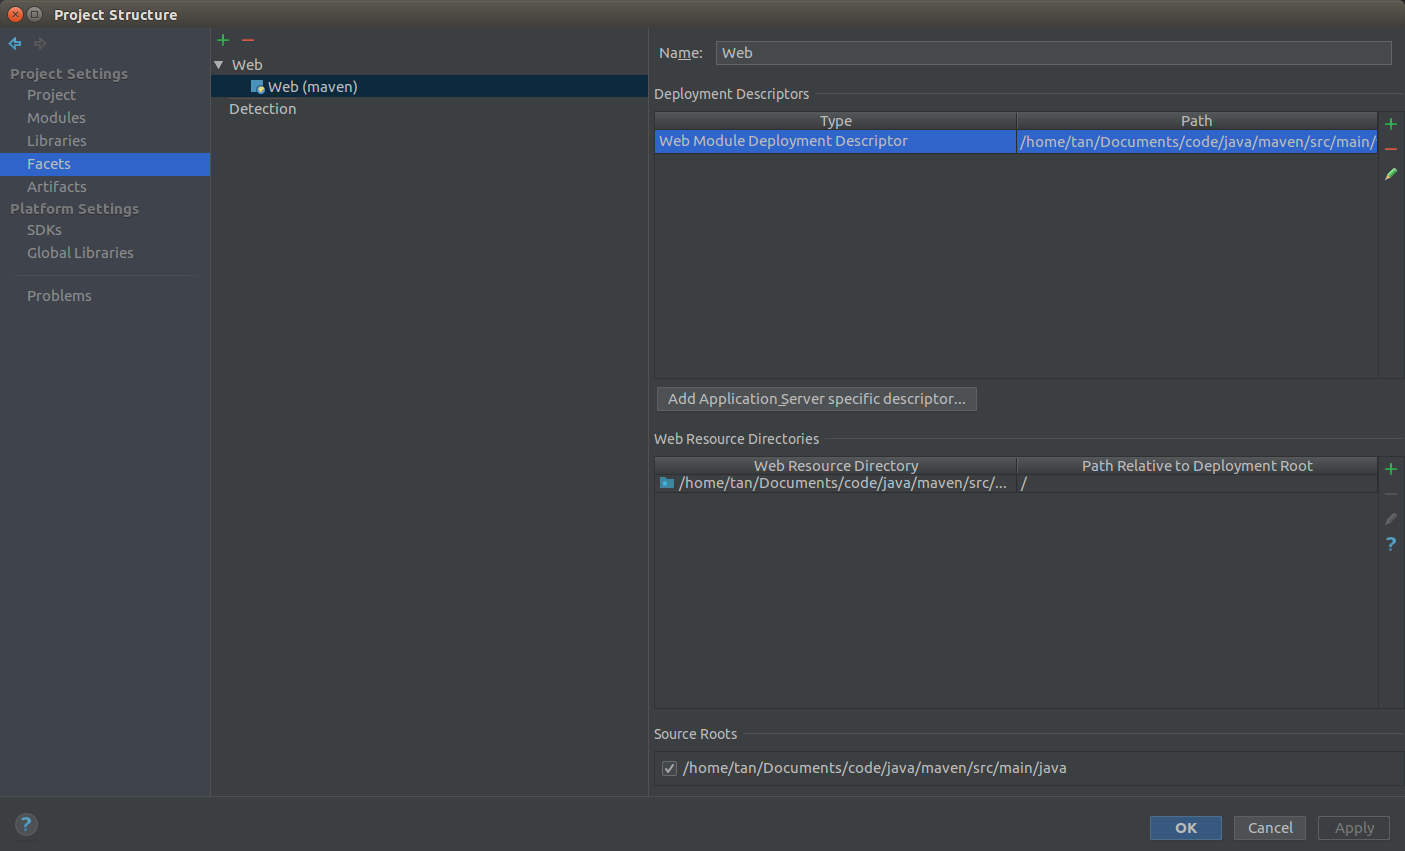 Project Structure
Project Settings
Project
Modules
Libraries
Facets
Artifacts
Platform Settings
SDKs
Global Libraries
Problems
Web
Web (maven)
Detection
Name: Web
Deployment Descriptors
Type Path
Web Module Deployment Descriptor /home/tan/Documents/code/java/maven/src/main/
Add Application Server specific descriptor...
Web Resource Directories
Web Resource Directory Path Relative to Deployment Root
/home/tan/Documents/code/java/maven/src/... /
?
Source Roots
/home/tan/Documents/code/java/maven/src/main/java
?
OK Cancel Apply